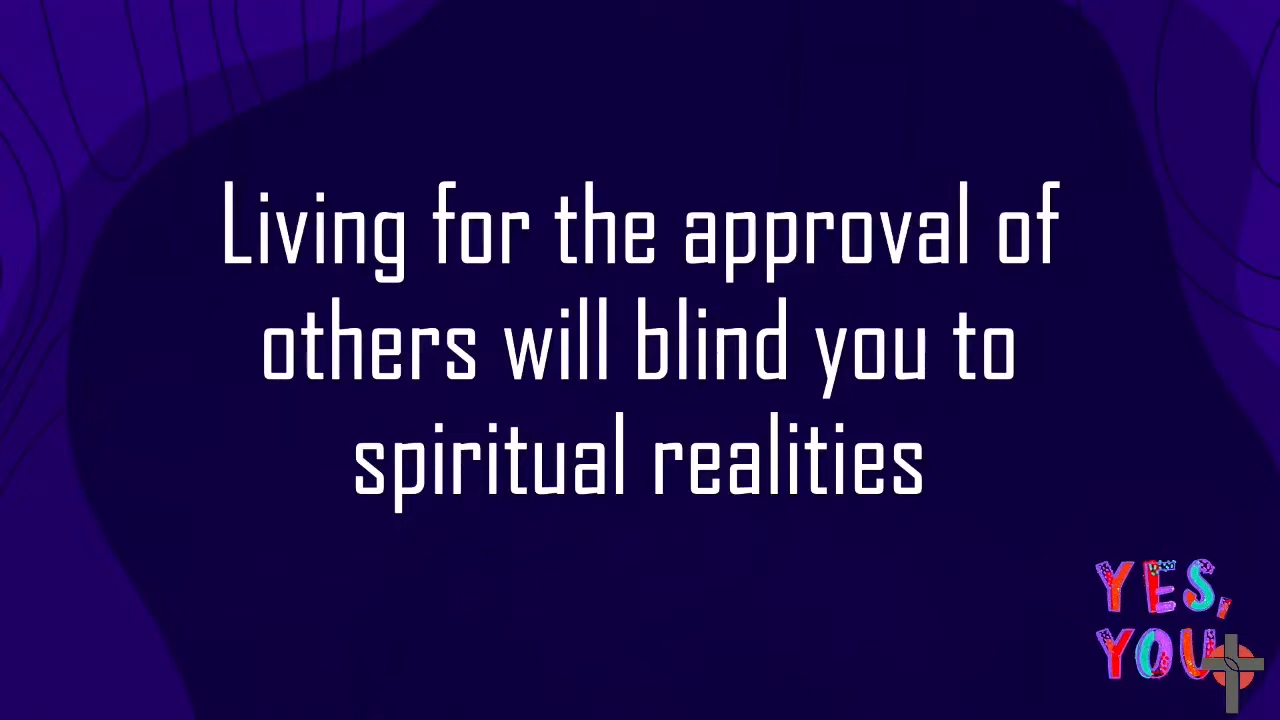 Living for the approval of
others will blind you to
spiritual realities
YES,
YOU